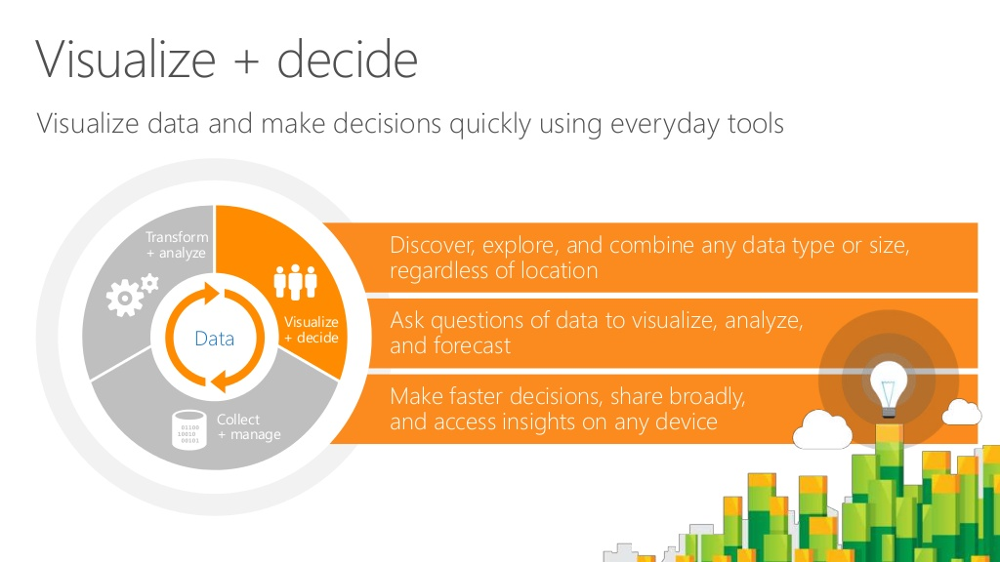 Visualize + decide
Visualize data and make decisions quickly using everyday tools
Transform
+ analyze
Visualize
+ decide
Data
Collect
+ manage
01100
10010
00101
Discover, explore, and combine any data type or size,
regardless of location
Ask questions of data to visualize, analyze,
and forecast
Make faster decisions, share broadly,
and access insights on any device